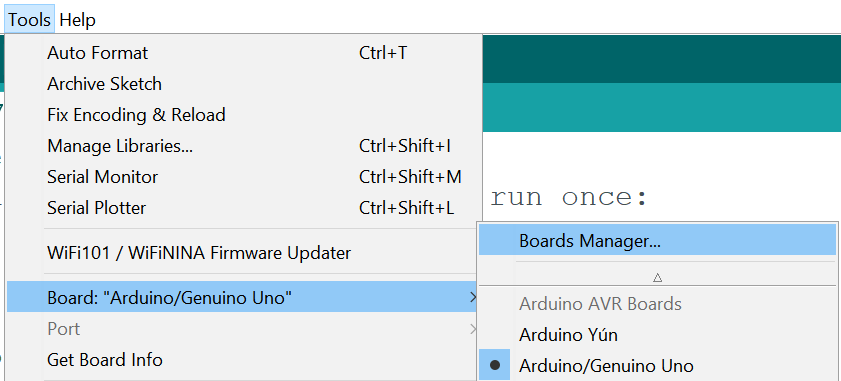 Tools Help
Auto Format Ctrl+T
Archive Sketch
Fix Encoding & Reload
Manage Libraries... Ctrl+Shift+I
Serial Monitor Ctrl+Shift+M
Serial Plotter Ctrl+Shift+L
run once:
WiFi101 / WiFiNINA Firmware Updater
Boards Manager...
Board: "Arduino/Genuino Uno"
Arduino AVR Boards
Port
Arduino Yún
Get Board Info
Arduino/Genuino Uno